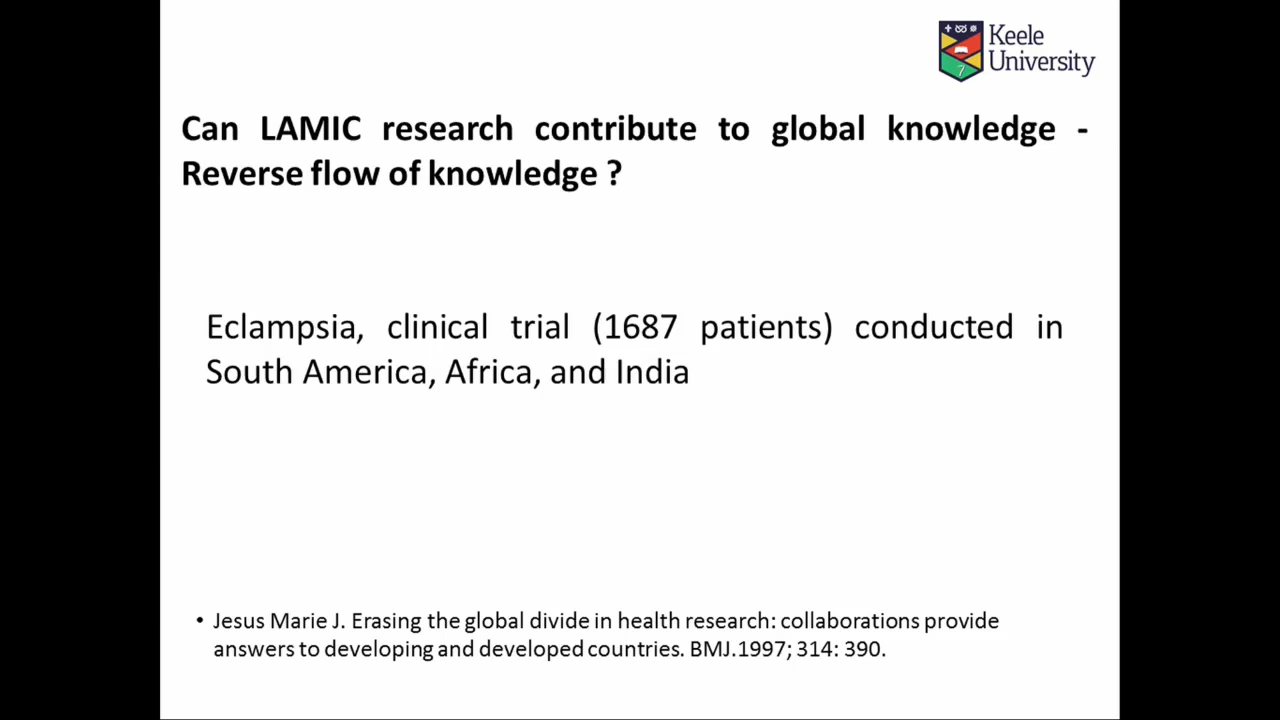 Keele
University
Can LAMIC research contribute to global knowledge -
Reverse flow of knowledge ?
Eclampsia, clinical trial (1687 patients) conducted in
South America, Africa, and India
• Jesus Marie J. Erasing the global divide in health research: collaborations provide
answers to developing and developed countries. BMJ.1997; 314: 390.